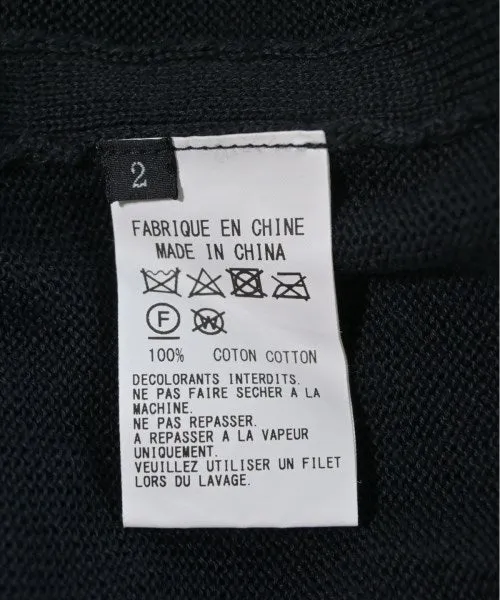 2
FABRIQUE EN CHINE
MADE IN CHINA
F W
100% COTON COTTON
DECOLORANTS INTERDITS.
NE PAS FAIRE SECHER A LA
MACHINE.
NE PAS REPASSER.
A REPASSER A LA VAPEUR
UNIQUEMENT.
VEUILLEZ UTILISER UN FILET
LORS DU LAVAGE.